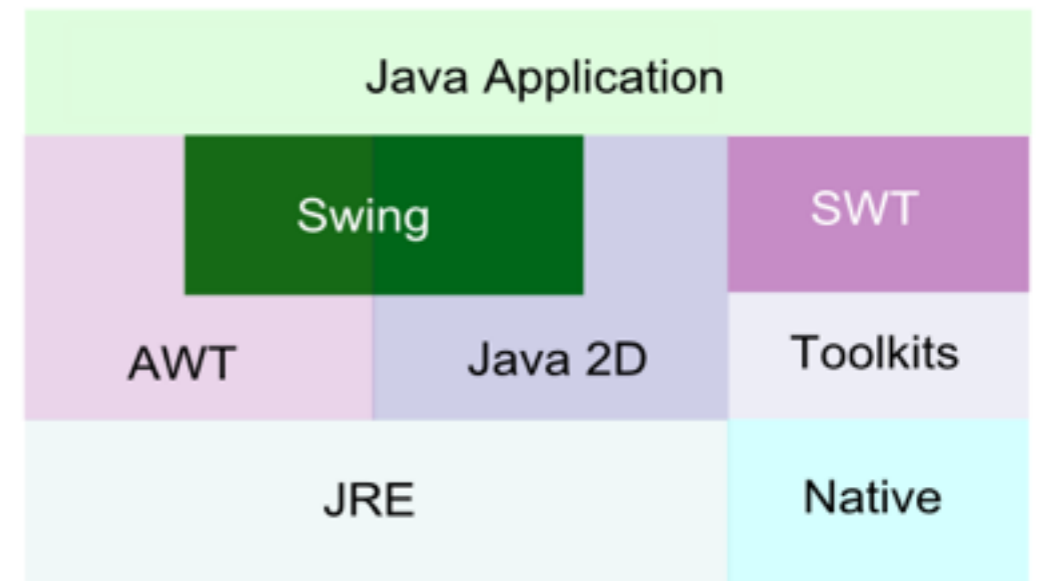 Java Application
Swing
SWT
AWT
Java 2D
Toolkits
JRE
Native